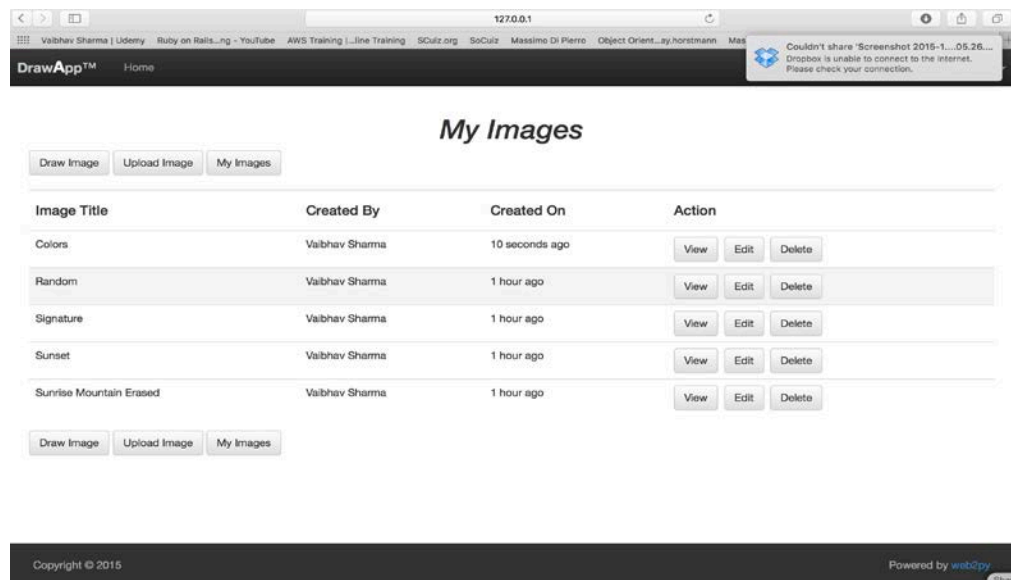 127.0.0.1
Vaibhav Sharma | Udemy Ruby on Rails...ng - YouTube AWS Training |...line Training SCuiz.org SoCuiz Massimo Di Pierro Object Orient...ay.horstmann Mas
Couldn't share 'Screenshot 2015-1....05.26....
Dropbox is unable to connect to the internet.
Please check your connection.
DrawApp™ Home
My Images
Draw Image Upload Image My Images
Image Title Created By Created On Action
Colors Vaibhav Sharma 10 seconds ago View Edit Delete
Random Vaibhav Sharma 1 hour ago View Edit Delete
Signature Vaibhav Sharma 1 hour ago View Edit Delete
Sunset Vaibhav Sharma 1 hour ago View Edit Delete
Sunrise Mountain Erased Vaibhav Sharma 1 hour ago View Edit Delete
Draw Image Upload Image My Images
Copyright © 2015 Powered by web2py